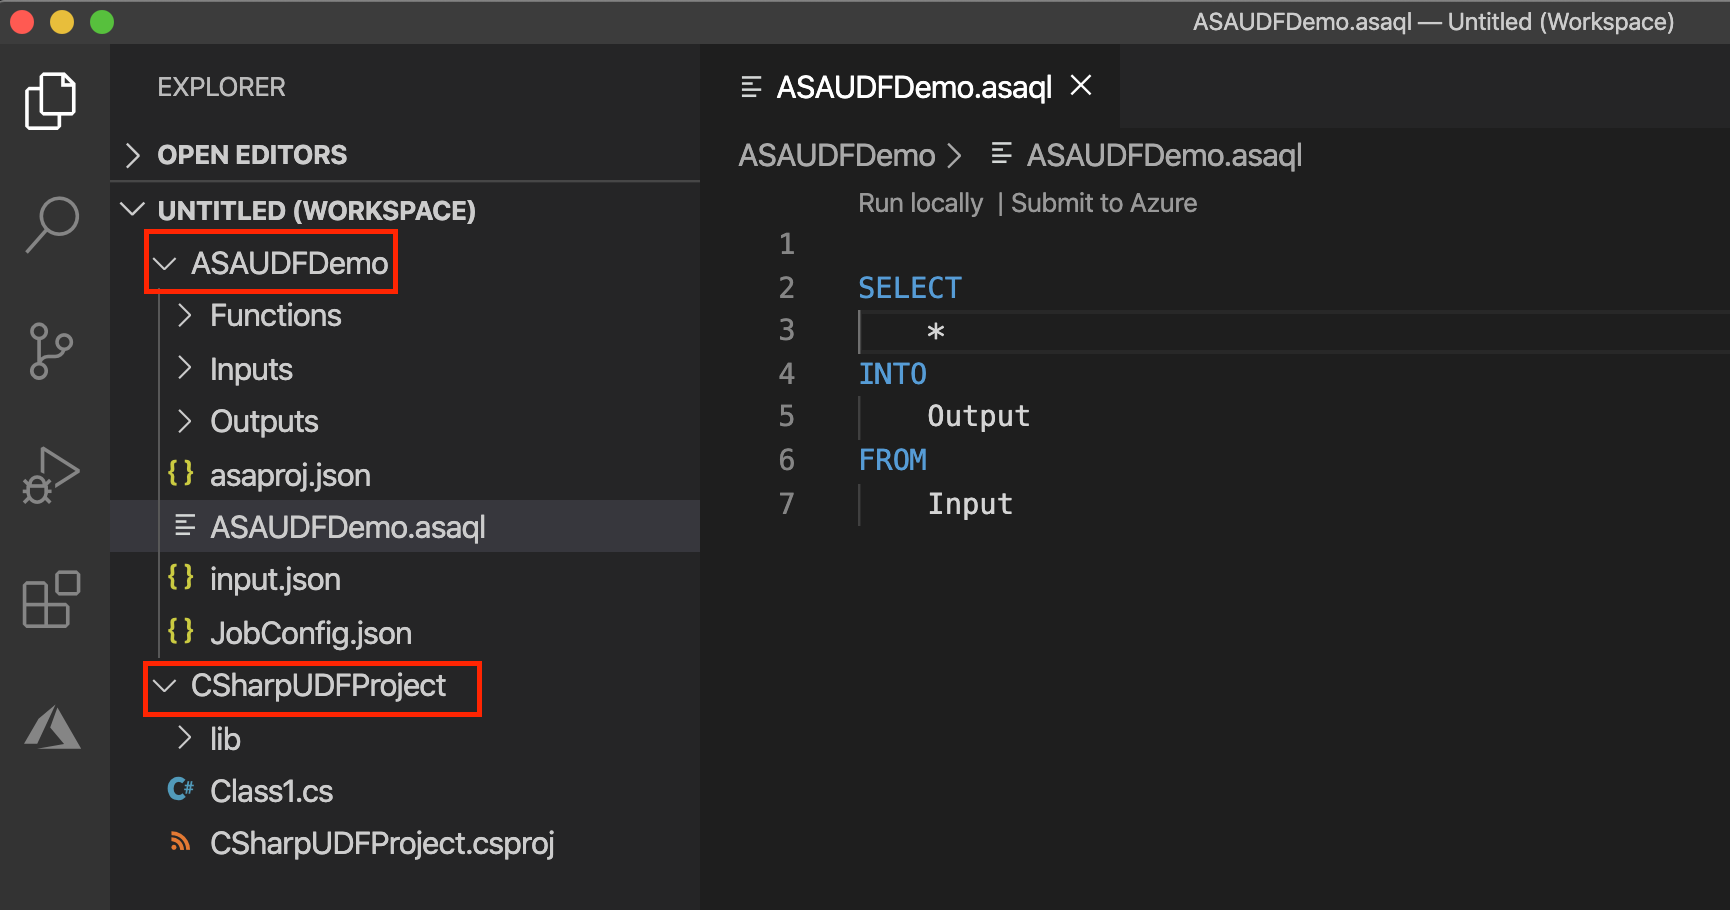 ASAUDFDemo.asaql — Untitled (Workspace)
EXPLORER
OPEN EDITORS
UNTITLED (WORKSPACE)
ASAUDFDemo
Functions
Inputs
Outputs
{} asaproj.json
ASAUDFDemo.asaql
{} input.json
{} JobConfig.json
CSharpUDFProject
lib
C# Class1.cs
CSharpUDFProject.csproj
ASAUDFDemo.asaql
ASAUDFDemo > ASAUDFDemo.asaql
Run locally | Submit to Azure
1
2 SELECT
3 *
4 INTO
5 Output
6 FROM
7 Input